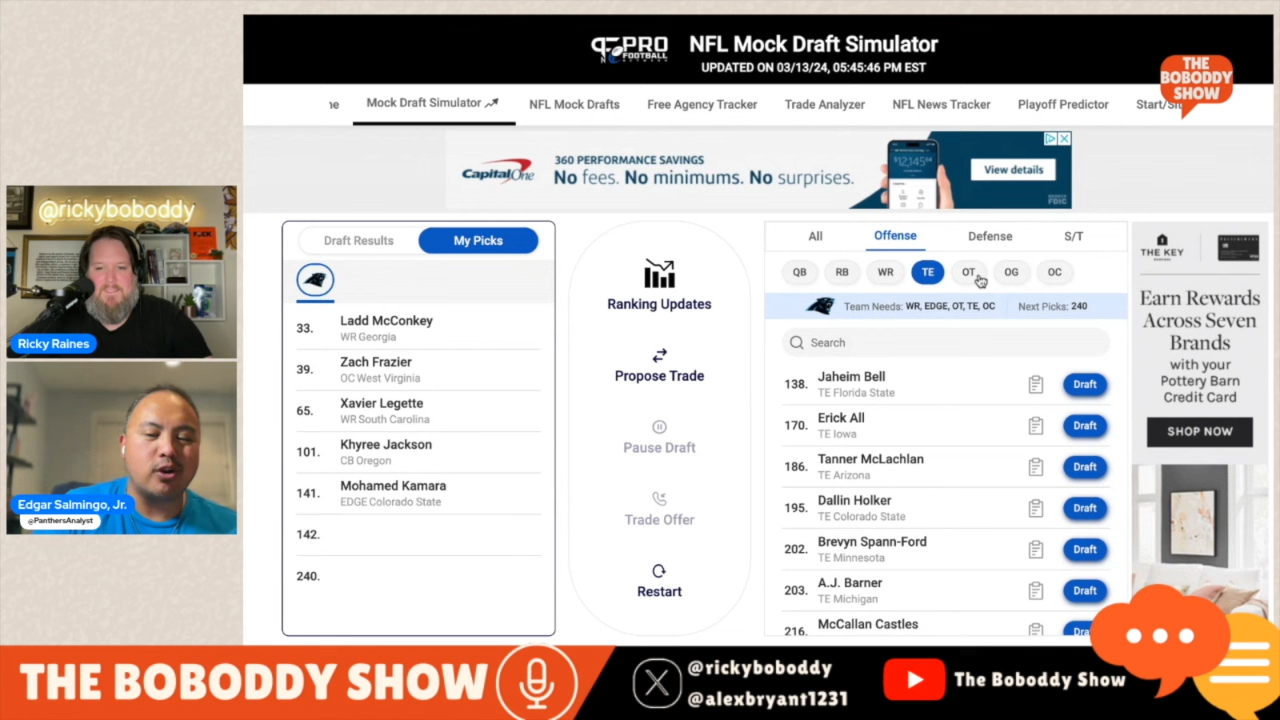 PRO
FOOTBALL
NETWORK
NFL Mock Draft Simulator
UPDATED ON 03/13/24, 05:45:46 PM EST
THE
BOBODDY
SHOW
Mock Draft Simulator
NFL Mock Drafts
Free Agency Tracker
Trade Analyzer
NFL News Tracker
Playoff Predictor
Start/Sit
Capital One
360 PERFORMANCE SAVINGS
No fees. No minimums. No surprises.
View details
FDIC
@rickyboboddy
Ricky Raines
Edgar Salmingo, Jr.
@PanthersAnalyst
Draft Results
My Picks
33. Ladd McConkey
WR Georgia
39. Zach Frazier
OC West Virginia
65. Xavier Legette
WR South Carolina
101. Khyree Jackson
CB Oregon
141. Mohamed Kamara
EDGE Colorado State
142.
240.
Ranking Updates
Propose Trade
Pause Draft
Trade Offer
Restart
All Offense Defense S/T
QB RB WR TE OT OG OC
Team Needs: WR, EDGE, OT, TE, OC Next Picks: 240
Search
138. Jaheim Bell Draft
TE Florida State
170. Erick All Draft
TE Iowa
186. Tanner McLachlan Draft
TE Arizona
195. Dallin Holker Draft
TE Colorado State
202. Brevyn Spann-Ford Draft
TE Minnesota
203. A.J. Barner Draft
TE Michigan
216. McCallan Castles
THE KEY
Earn Rewards
Across Seven
Brands
with your
Pottery Barn
Credit Card
SHOP NOW
THE BOBODDY SHOW
@rickyboboddy
@alexbryant1231
The Boboddy Show